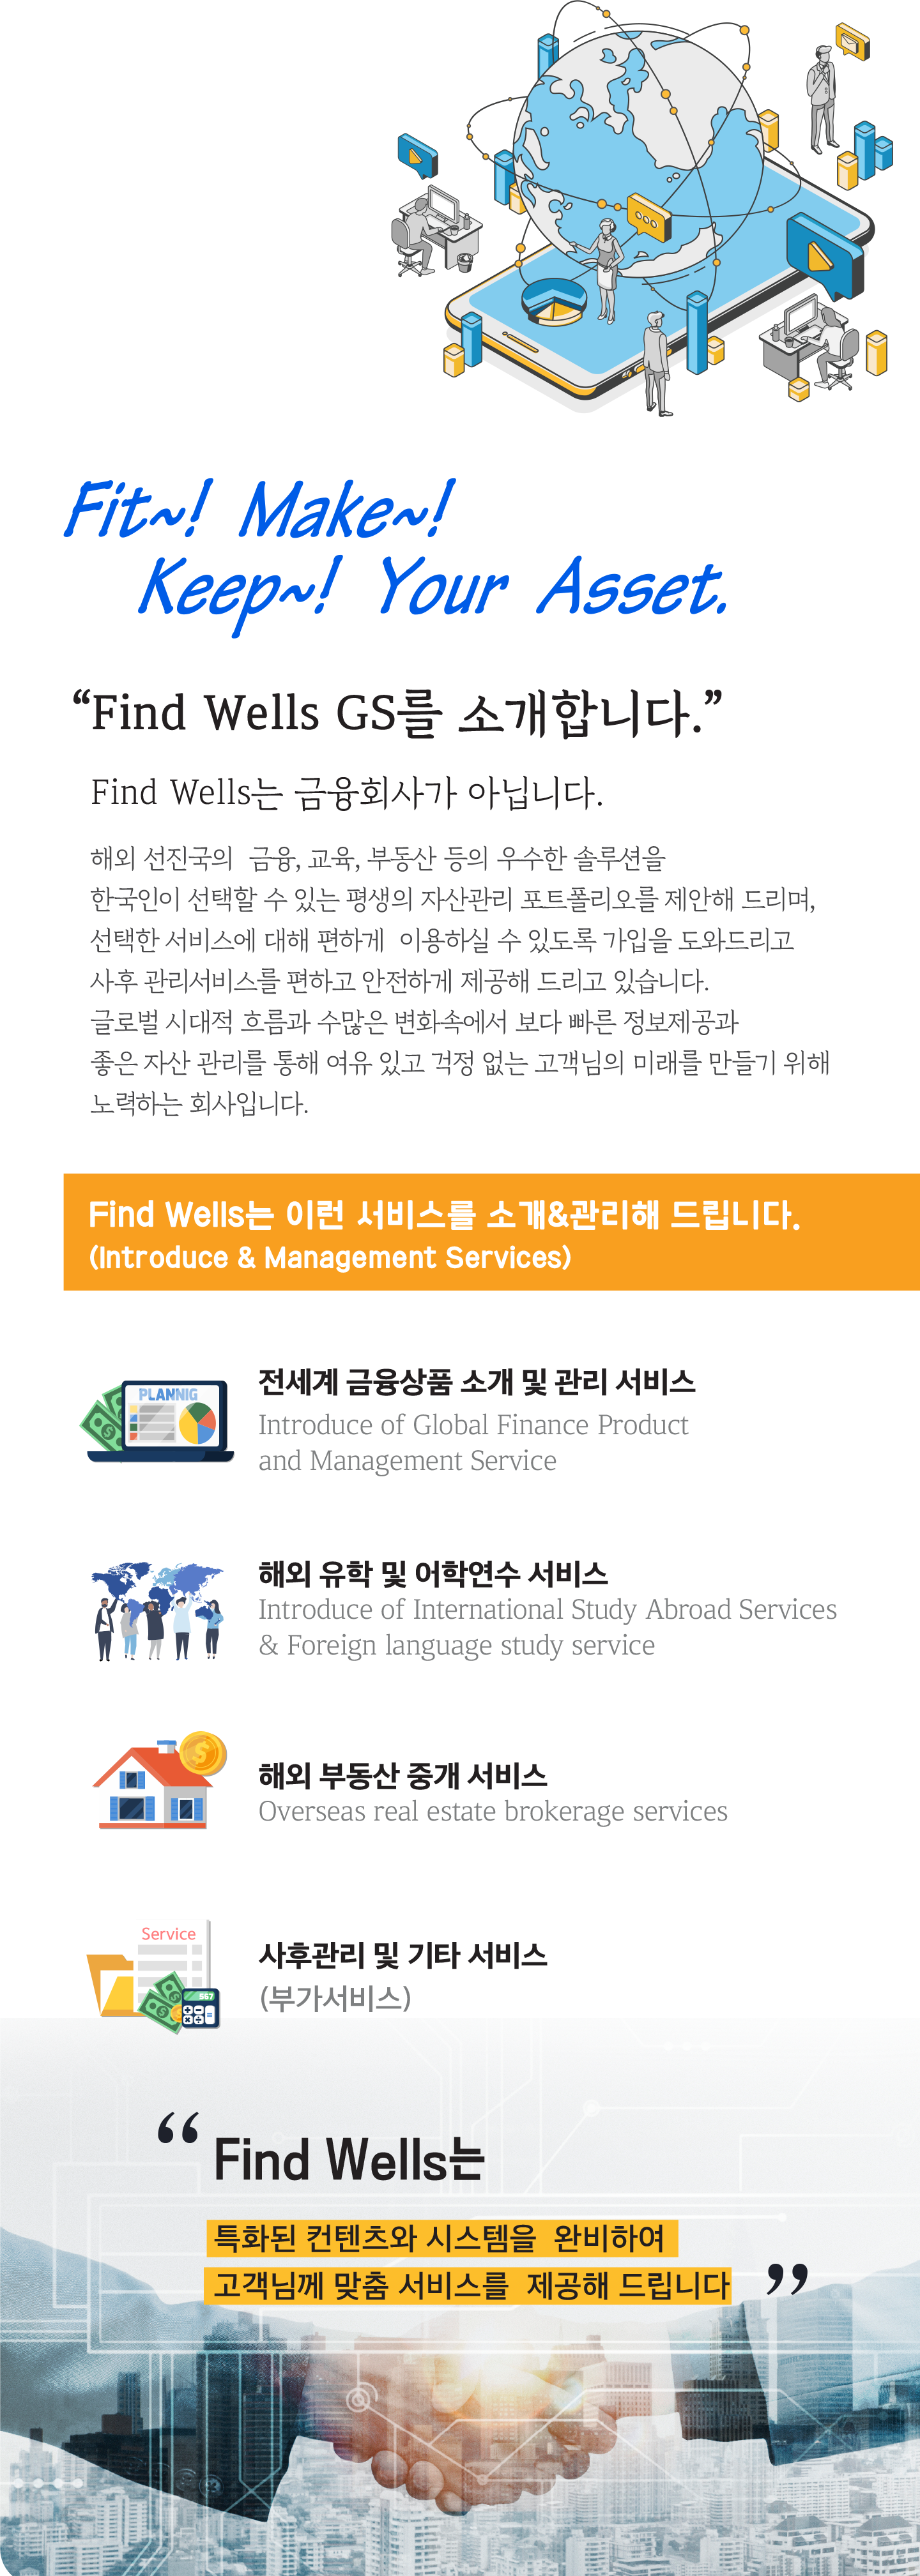 Fit~! Make~!
Keep~! Your Asset.
“Find Wells GS를 소개합니다.”
Find Wells는 금융회사가 아닙니다.
해외 선진국의 금융, 교육, 부동산 등의 우수한 솔루션을
한국인이 선택할 수 있는 평생의 자산관리 포트폴리오를 제안해 드리며,
선택한 서비스에 대해 편하게 이용하실 수 있도록 가입을 도와드리고
사후 관리서비스를 편하고 안전하게 제공해 드리고 있습니다.
글로벌 시대적 흐름과 수많은 변화속에서 보다 빠른 정보제공과
좋은 자산 관리를 통해 여유 있고 걱정 없는 고객님의 미래를 만들기 위해
노력하는 회사입니다.
Find Wells는 이런 서비스를 소개&관리해 드립니다.
(Introduce & Management Services)
PLANNIG
전세계 금융상품 소개 및 관리 서비스
Introduce of Global Finance Product
and Management Service
해외 유학 및 어학연수 서비스
Introduce of International Study Abroad Services
& Foreign language study service
해외 부동산 중개 서비스
Overseas real estate brokerage services
Service
567
사후관리 및 기타 서비스
(부가서비스)
“ Find Wells는
특화된 컨텐츠와 시스템을 완비하여
고객님께 맞춤 서비스를 제공해 드립니다 ”